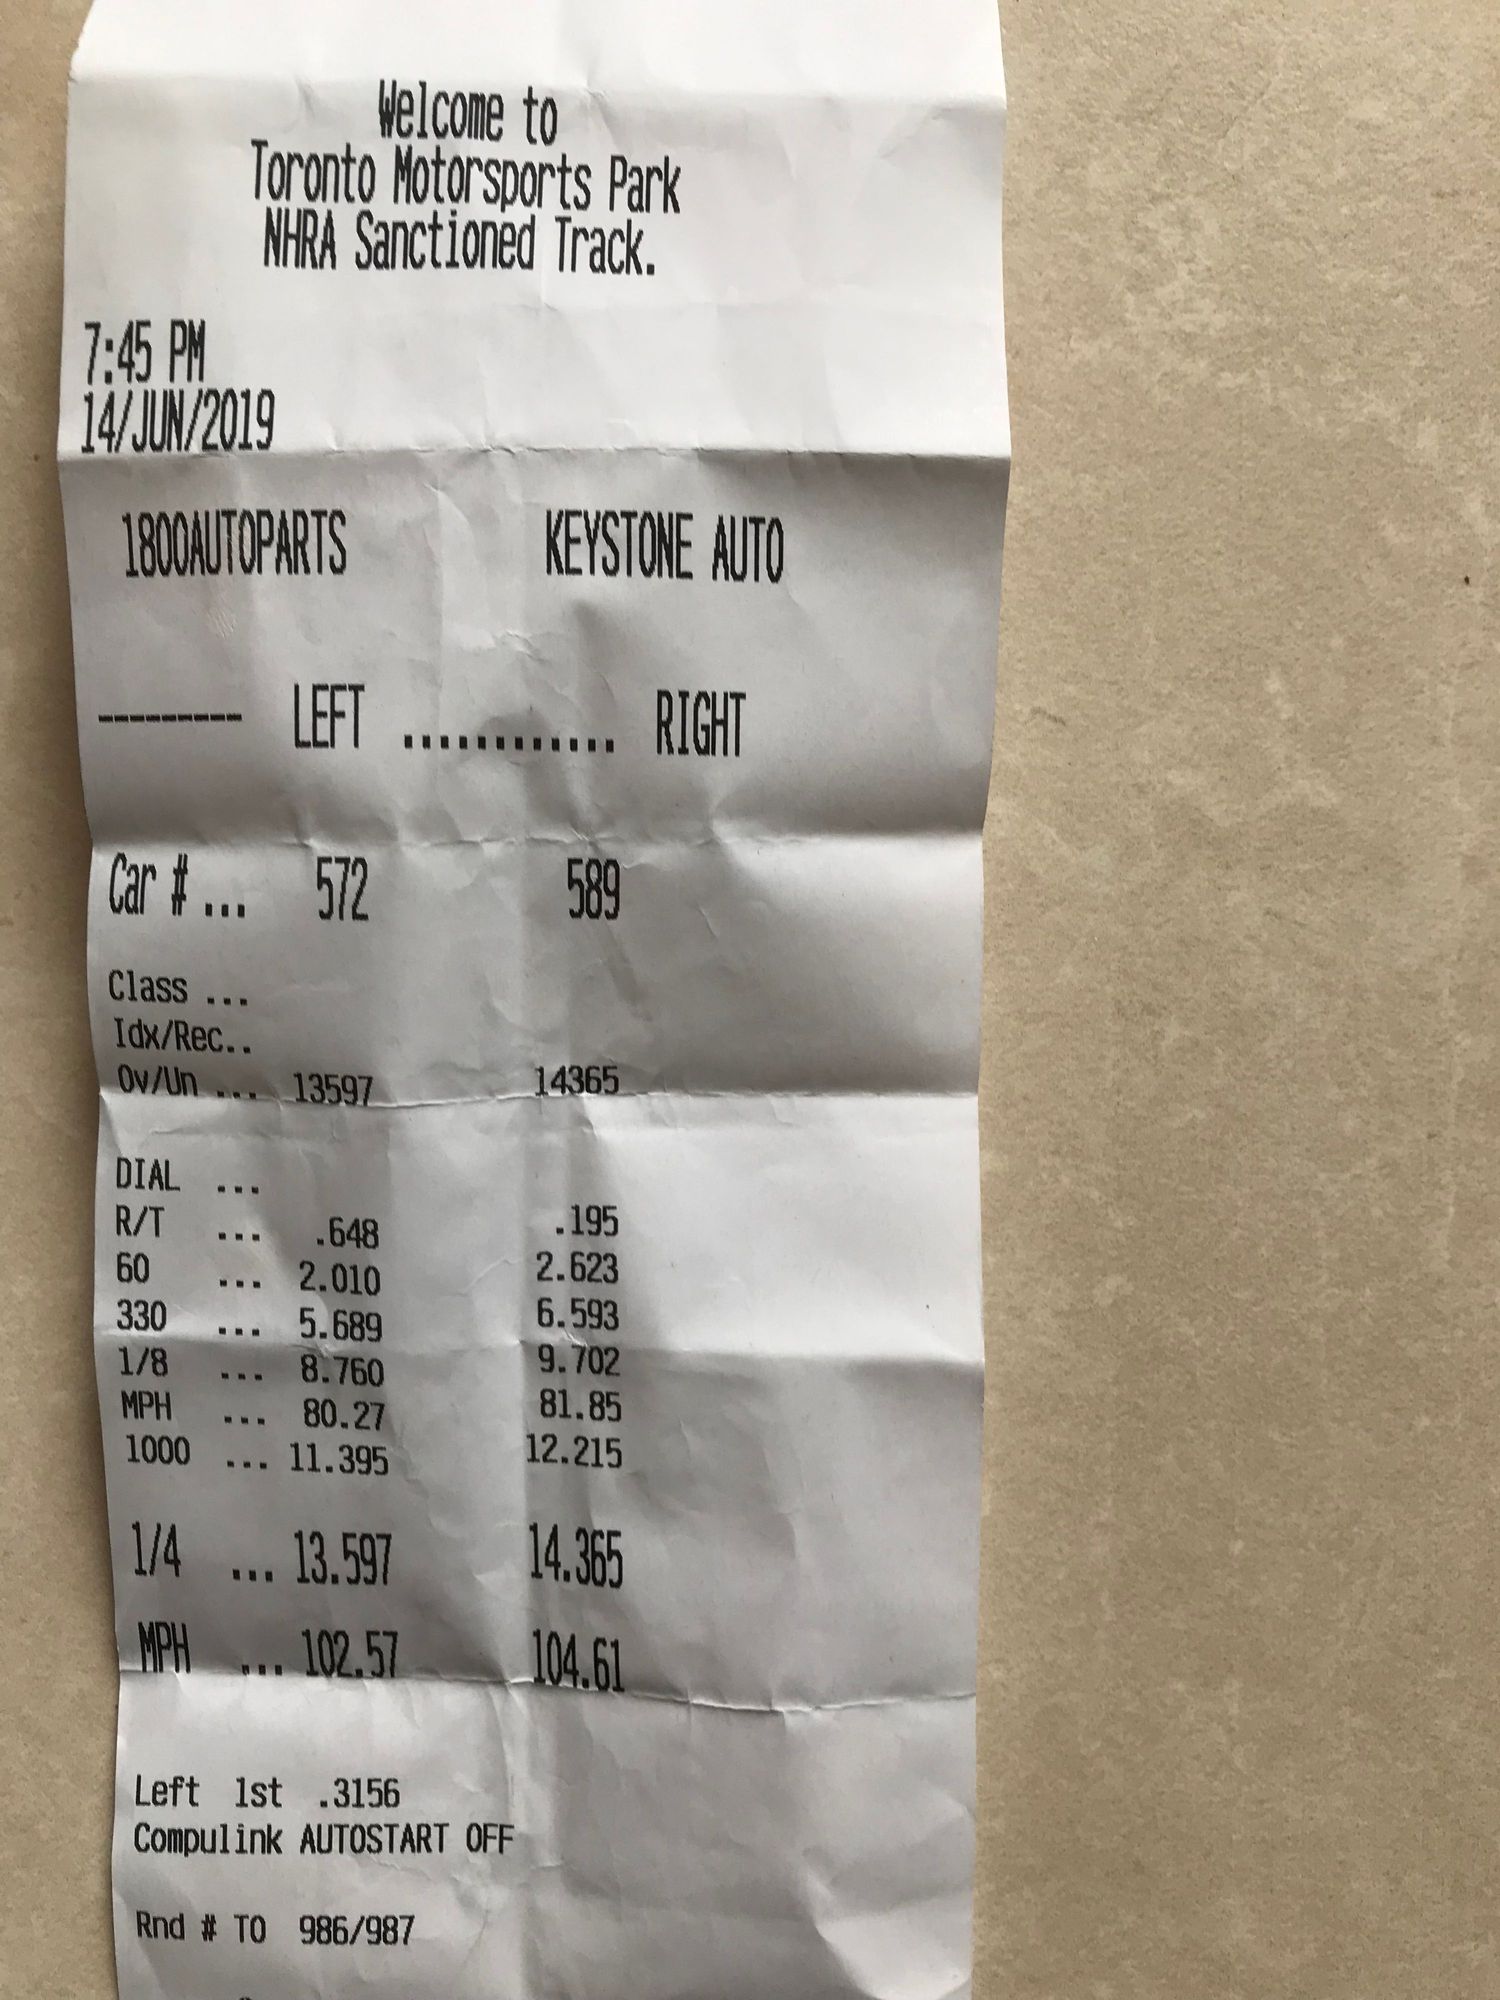 Welcome to
Toronto Motorsports Park
NHRA Sanctioned Track.
7:45 PM
14/JUN/2019
1800AUTOPARTS KEYSTONE AUTO
--------- LEFT ............ RIGHT
Car # ... 572 589
Class ...
Idx/Rec..
Ov/Un ... 13597 14365
DIAL ...
R/T ... .648 .195
60 ... 2.010 2.623
330 ... 5.689 6.593
1/8 ... 8.760 9.702
MPH ... 80.27 81.85
1000 ... 11.395 12.215
1/4 ... 13.597 14.365
MPH ... 102.57 104.61
Left 1st .3156
Compulink AUTOSTART OFF
Rnd # TO 986/987